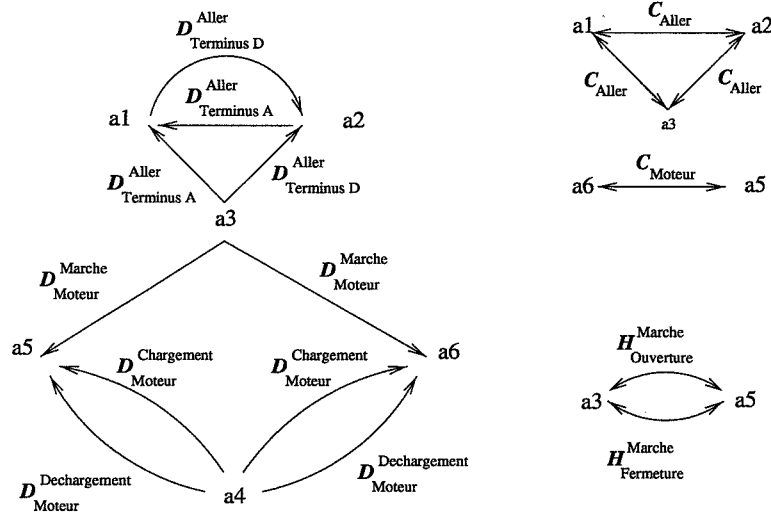 D Aller Terminus D
D Aller Terminus A
a1
a2
D Aller Terminus A
D Aller Terminus D
a3
D Marche Moteur
D Marche Moteur
a5
D Chargement Moteur
D Chargement Moteur
a6
D Dechargement Moteur
a4
D Dechargement Moteur
a1
C Aller
a2
C Aller
C Aller
a3
a6
C Moteur
a5
H Marche Ouverture
a3
a5
H Marche Fermeture